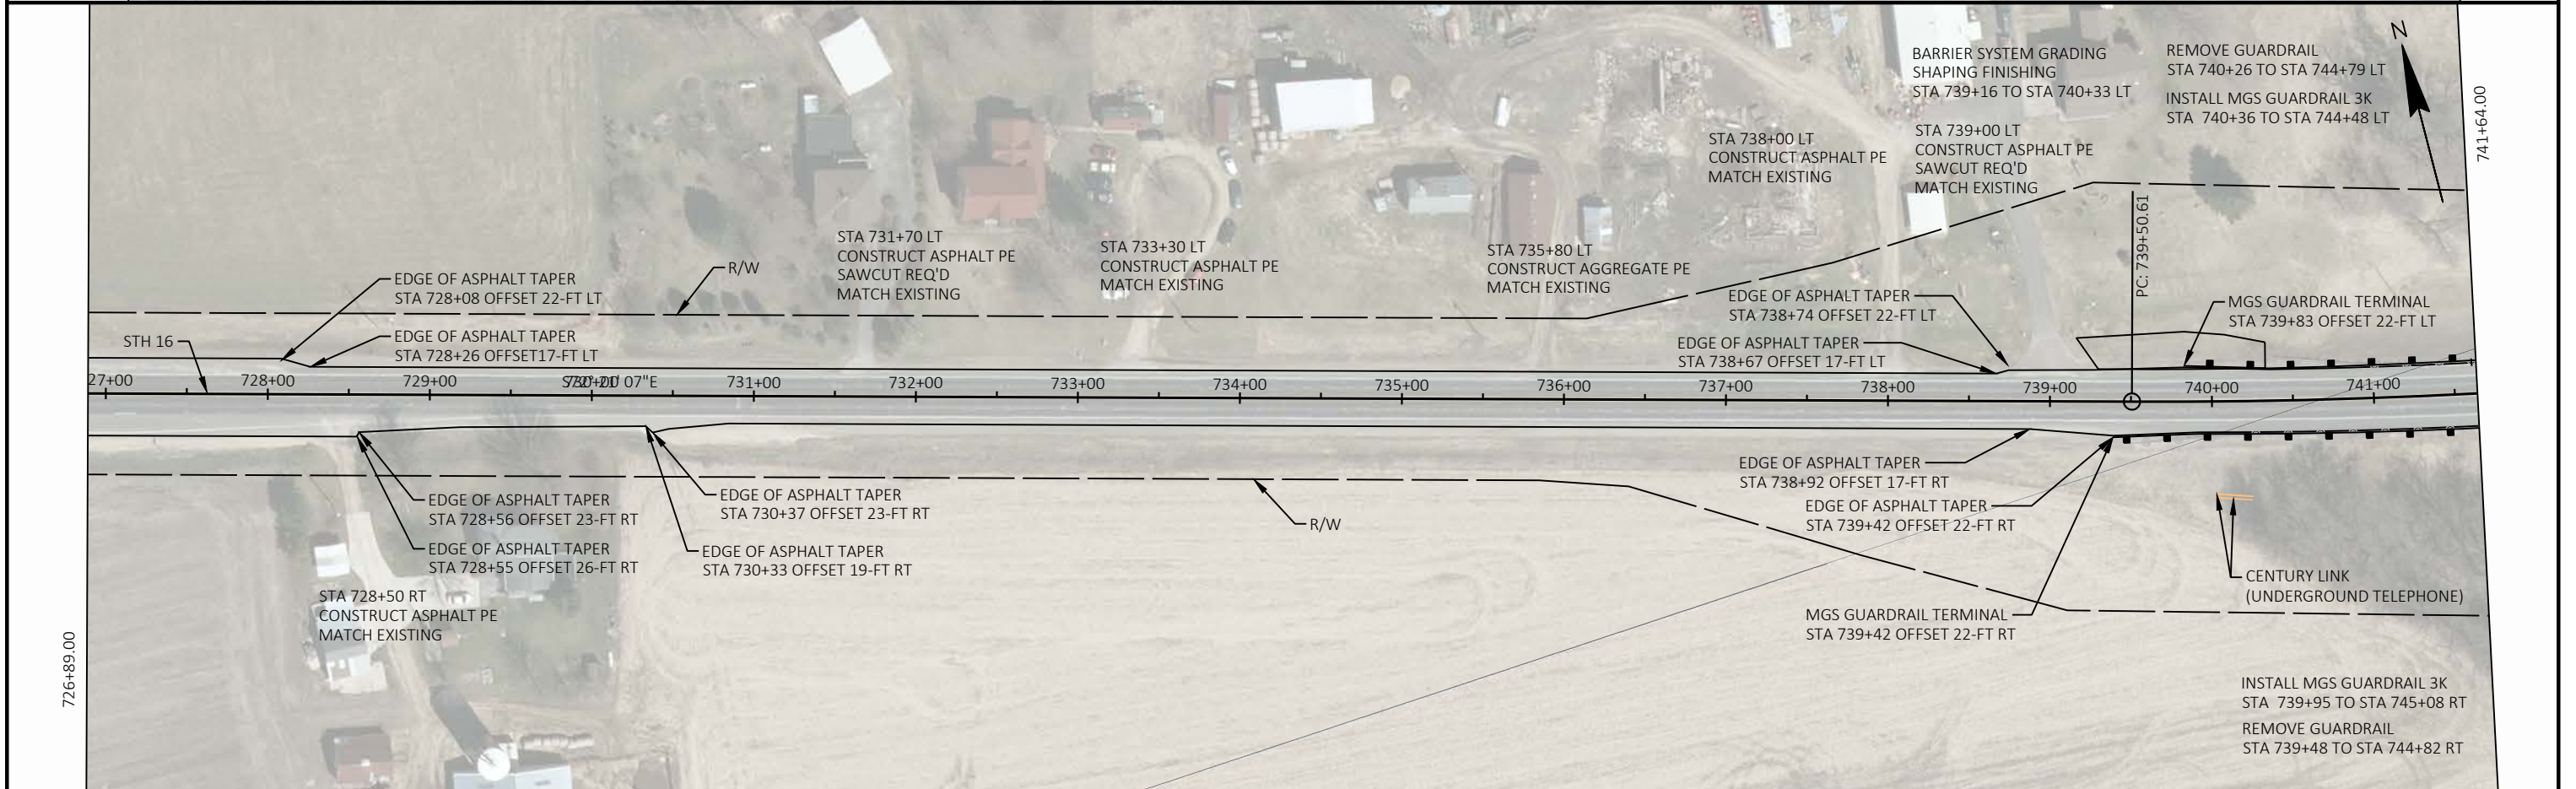 BARRIER SYSTEM GRADING
SHAPING FINISHING
STA 739+16 TO STA 740+33 LT
REMOVE GUARDRAIL
STA 740+26 TO STA 744+79 LT
INSTALL MGS GUARDRAIL 3K
STA 740+36 TO STA 744+48 LT
N
741+64.00
STA 738+00 LT
CONSTRUCT ASPHALT PE
MATCH EXISTING
STA 739+00 LT
CONSTRUCT ASPHALT PE
SAWCUT REQ'D
MATCH EXISTING
PC: 739+50.61
STA 731+70 LT
CONSTRUCT ASPHALT PE
SAWCUT REQ'D
MATCH EXISTING
STA 733+30 LT
CONSTRUCT ASPHALT PE
MATCH EXISTING
STA 735+80 LT
CONSTRUCT AGGREGATE PE
MATCH EXISTING
R/W
EDGE OF ASPHALT TAPER
STA 728+08 OFFSET 22-FT LT
EDGE OF ASPHALT TAPER
STA 728+26 OFFSET17-FT LT
STH 16
EDGE OF ASPHALT TAPER
STA 738+74 OFFSET 22-FT LT
EDGE OF ASPHALT TAPER
STA 738+67 OFFSET 17-FT LT
MGS GUARDRAIL TERMINAL
STA 739+83 OFFSET 22-FT LT
27+00 728+00 729+00 731+00 732+00 733+00 734+00 735+00 736+00 737+00 738+00 739+00 740+00 741+00
07"E
EDGE OF ASPHALT TAPER
STA 728+56 OFFSET 23-FT RT
EDGE OF ASPHALT TAPER
STA 728+55 OFFSET 26-FT RT
EDGE OF ASPHALT TAPER
STA 730+37 OFFSET 23-FT RT
EDGE OF ASPHALT TAPER
STA 730+33 OFFSET 19-FT RT
R/W
EDGE OF ASPHALT TAPER
STA 738+92 OFFSET 17-FT RT
EDGE OF ASPHALT TAPER
STA 739+42 OFFSET 22-FT RT
MGS GUARDRAIL TERMINAL
STA 739+42 OFFSET 22-FT RT
CENTURY LINK
(UNDERGROUND TELEPHONE)
STA 728+50 RT
CONSTRUCT ASPHALT PE
MATCH EXISTING
726+89.00
INSTALL MGS GUARDRAIL 3K
STA 739+95 TO STA 745+08 RT
REMOVE GUARDRAIL
STA 739+48 TO STA 744+82 RT